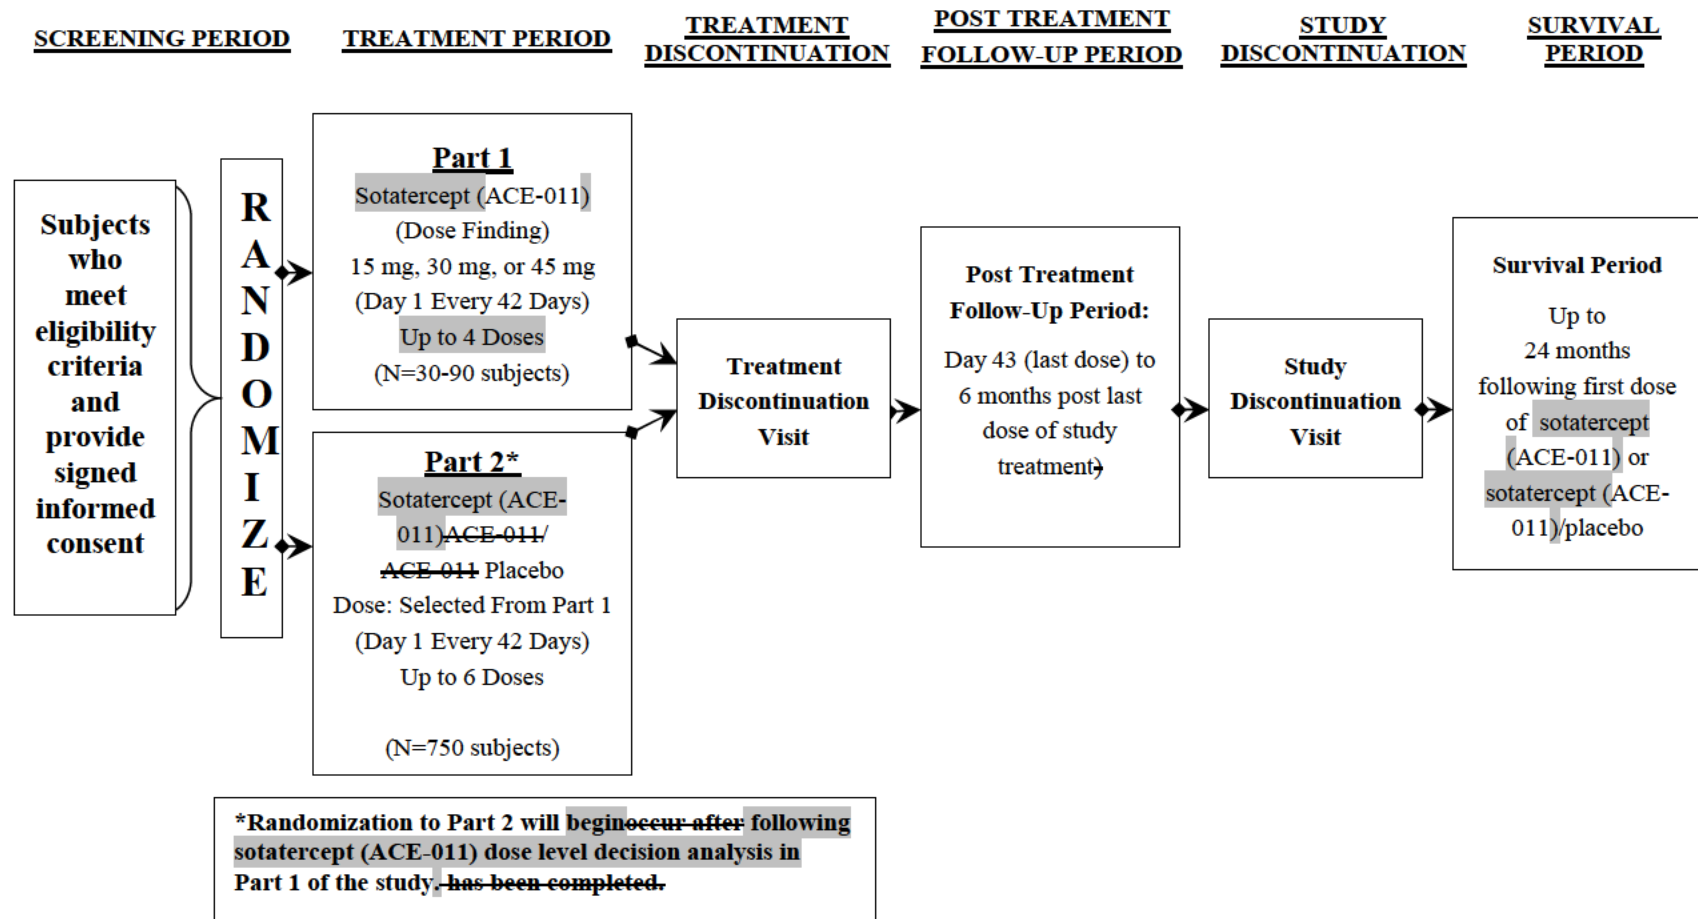 SCREENING PERIOD
TREATMENT PERIOD
TREATMENT
DISCONTINUATION
POST TREATMENT
FOLLOW-UP PERIOD
STUDY
DISCONTINUATION
SURVIVAL
PERIOD
Subjects
who
meet
eligibility
criteria
and
provide
signed
informed
consent
R
A
N
D
O
M
I
Z
E
Part 1
Sotatercept (ACE-011)
(Dose Finding)
15 mg, 30 mg, or 45 mg
(Day 1 Every 42 Days)
Up to 4 Doses
(N=30-90 subjects)
Part 2*
Sotatercept (ACE-
011)ACE-011/
ACE-011 Placebo
Dose: Selected From Part 1
(Day 1 Every 42 Days)
Up to 6 Doses
(N=750 subjects)
Treatment
Discontinuation
Visit
Post Treatment
Follow-Up Period:
Day 43 (last dose) to
6 months post last
dose of study
treatment)
Study
Discontinuation
Visit
Survival Period
Up to
24 months
following first dose
of sotatercept
(ACE-011) or
sotatercept (ACE-
011)/placebo
*Randomization to Part 2 will beginoccur after following
sotatercept (ACE-011) dose level decision analysis in
Part 1 of the study. has been completed.